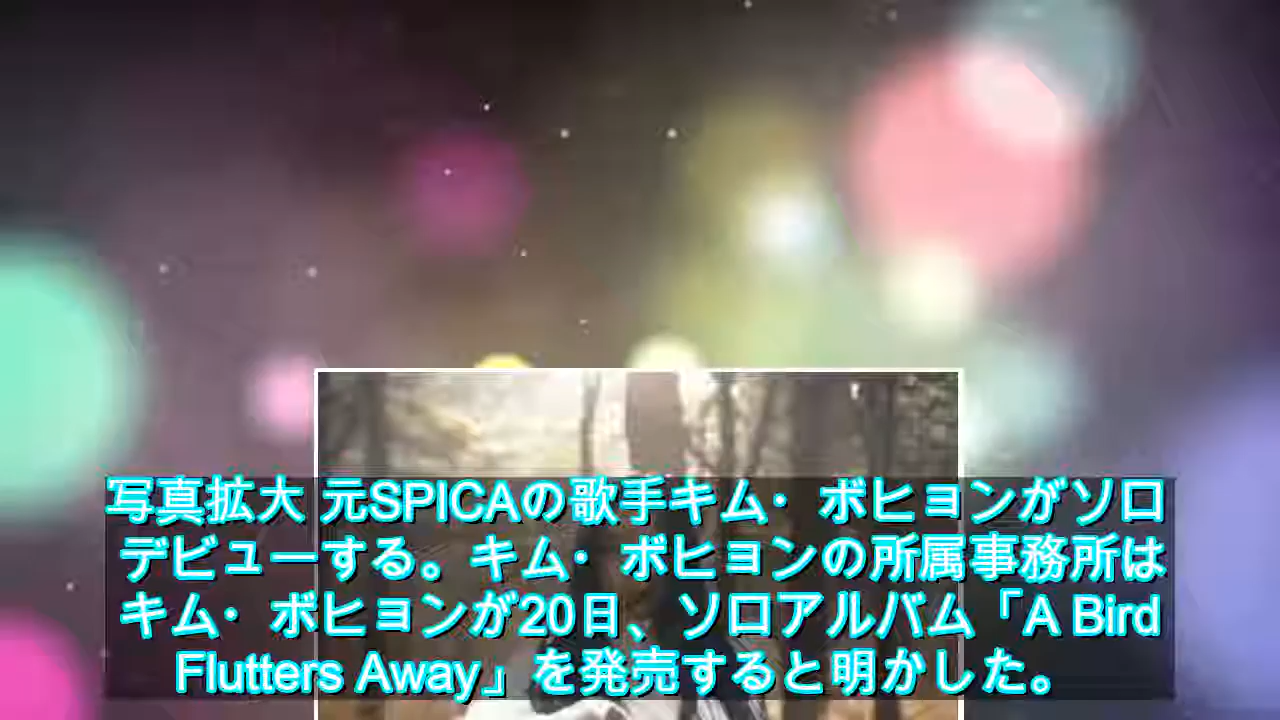 写真拡大 元SPICAの歌手キム・ボヒヨンがソロ
デビューする。キム・ボヒヨンの所属事務所は
キム・ボヒヨンが20日、ソロアルバム「A Bird
Flutters Away」を発売すると明かした。